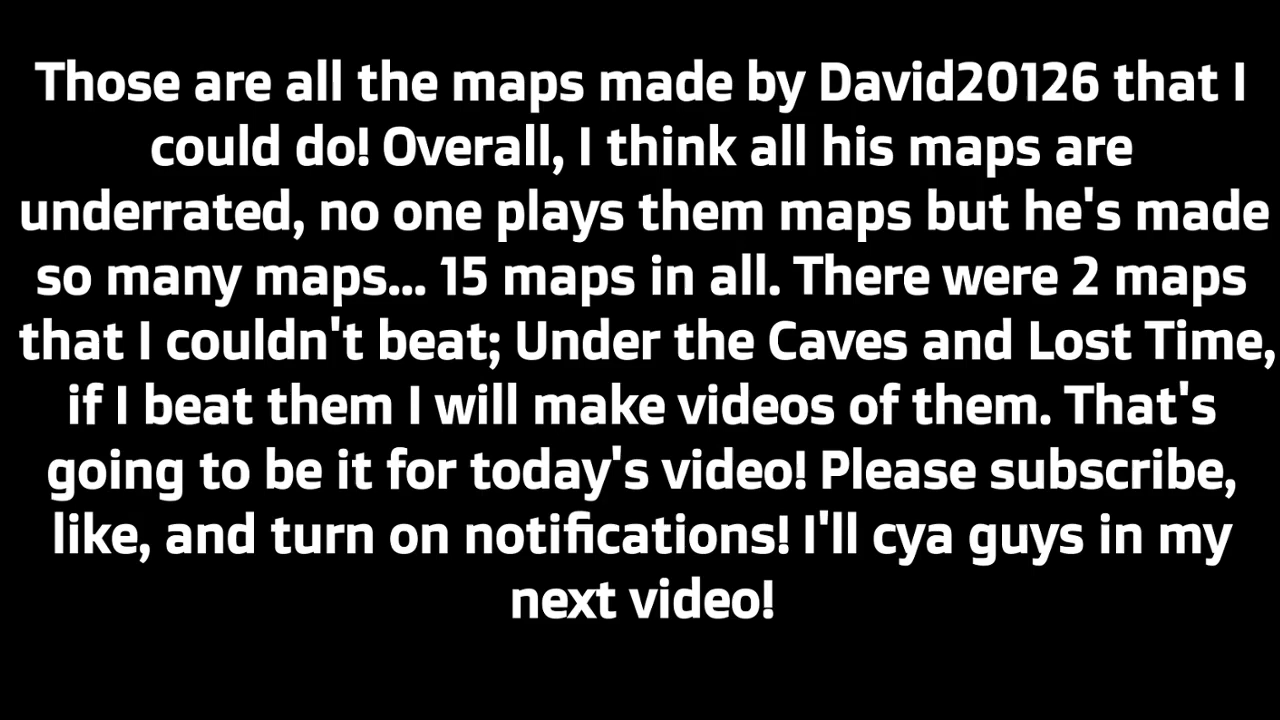 Those are all the maps made by David20126 that I
could do! Overall, I think all his maps are
underrated, no one plays them maps but he's made
so many maps... 15 maps in all. There were 2 maps
that I couldn't beat; Under the Caves and Lost Time,
if I beat them I will make videos of them. That's
going to be it for today's video! Please subscribe,
like, and turn on notifications! I'll cya guys in my
next video!